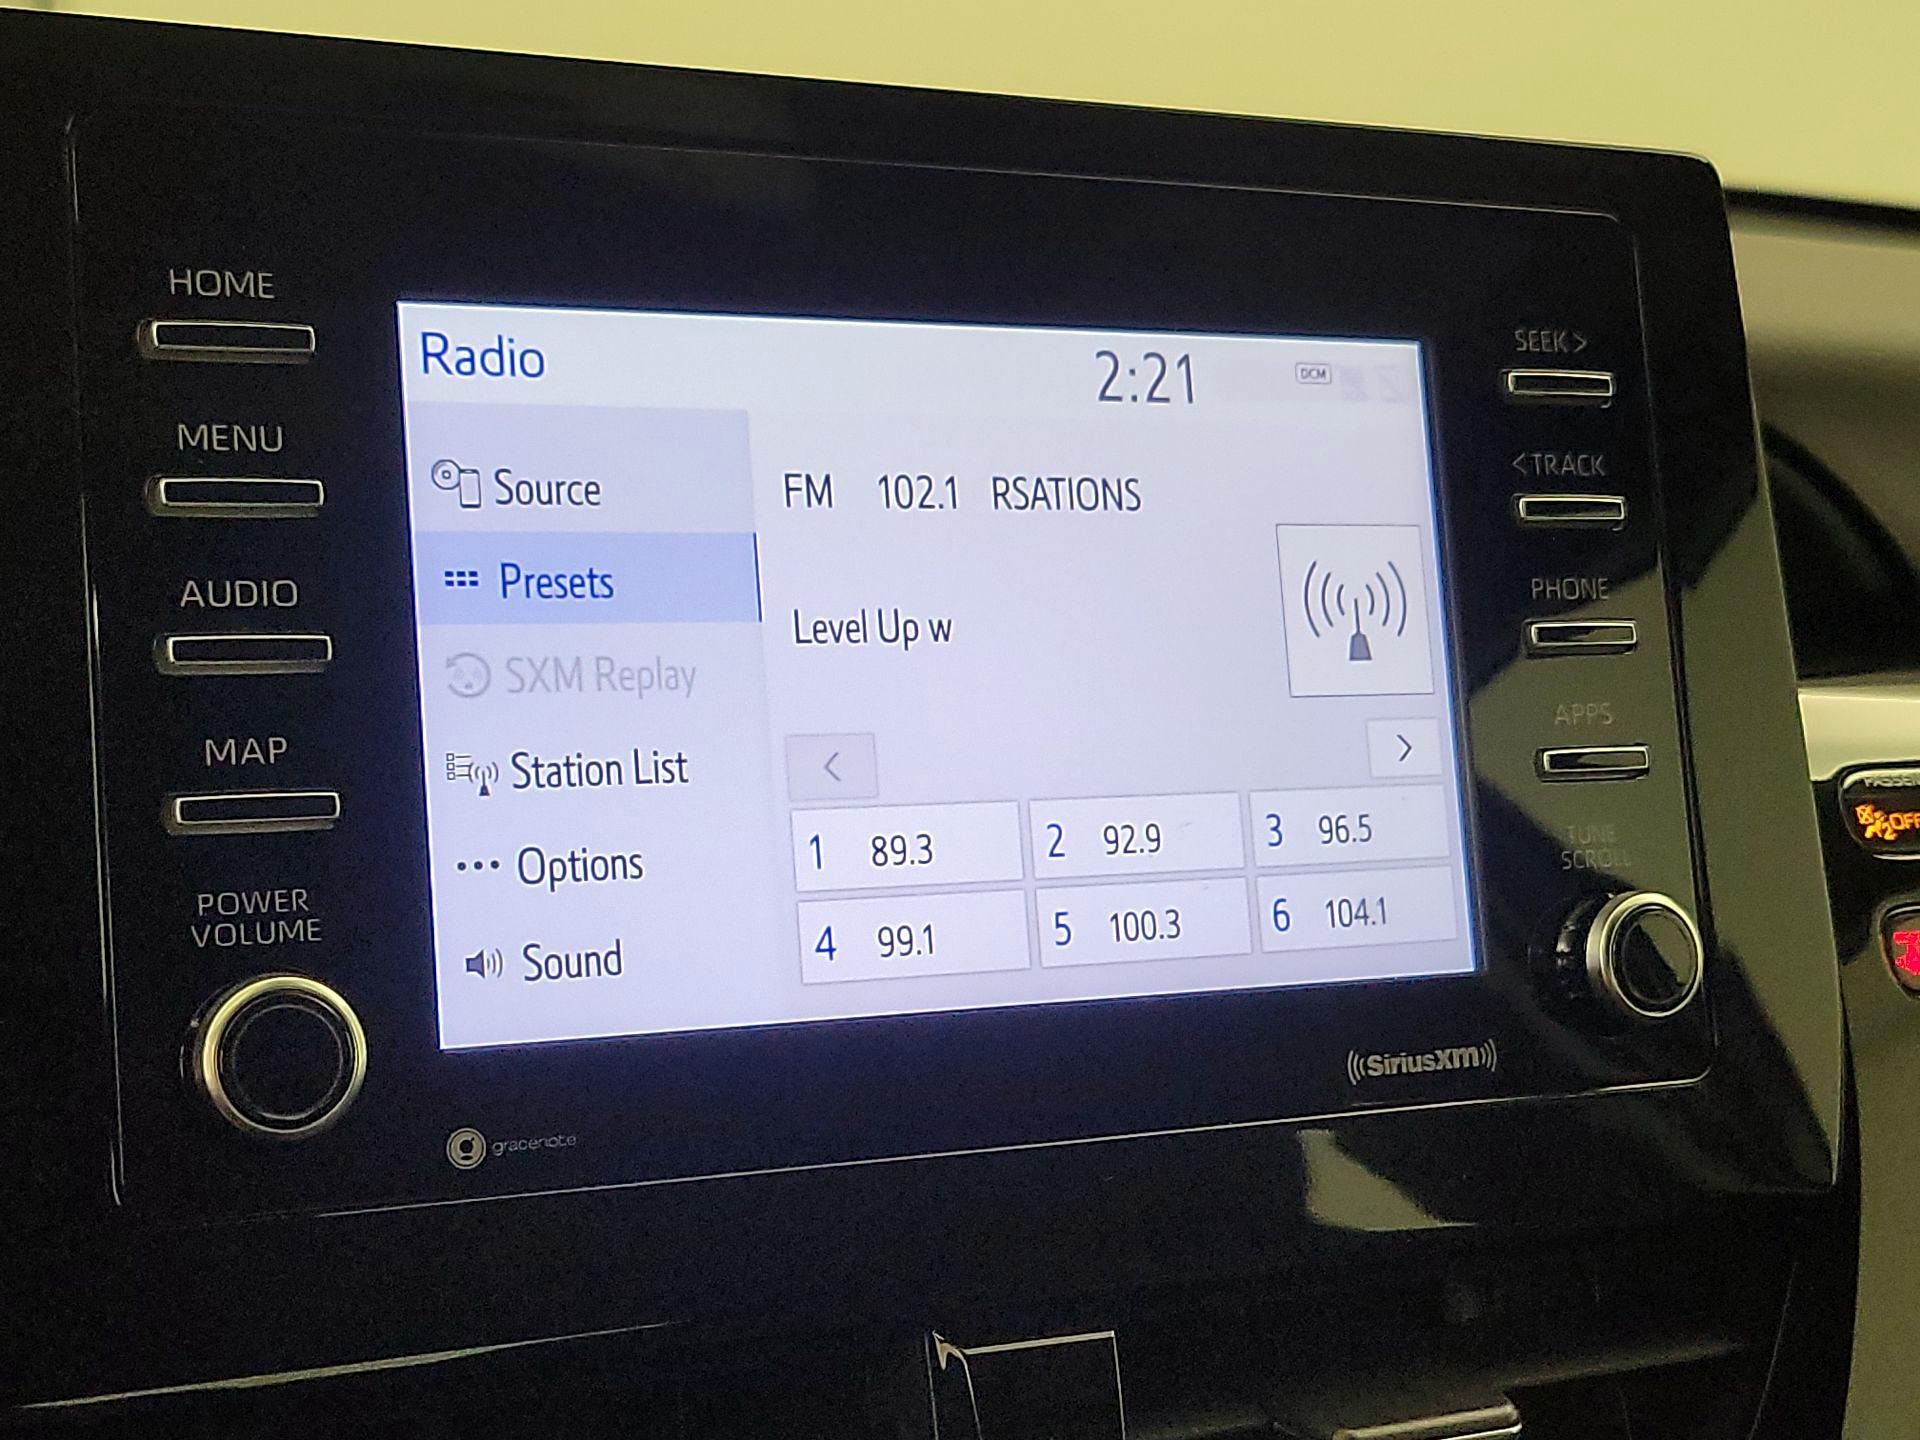 HOME
MENU
AUDIO
MAP
POWER
VOLUME
Radio
2:21
DCM
Source
Presets
SXM Replay
Station List
Options
Sound
FM 102.1 RSATIONS
Level Up w
<
>
1 89.3
2 92.9
3 96.5
4 99.1
5 100.3
6 104.1
SEEK >
< TRACK
PHONE
APPS
TUNE
SCROLL
SiriusXM
gracenote
OFF